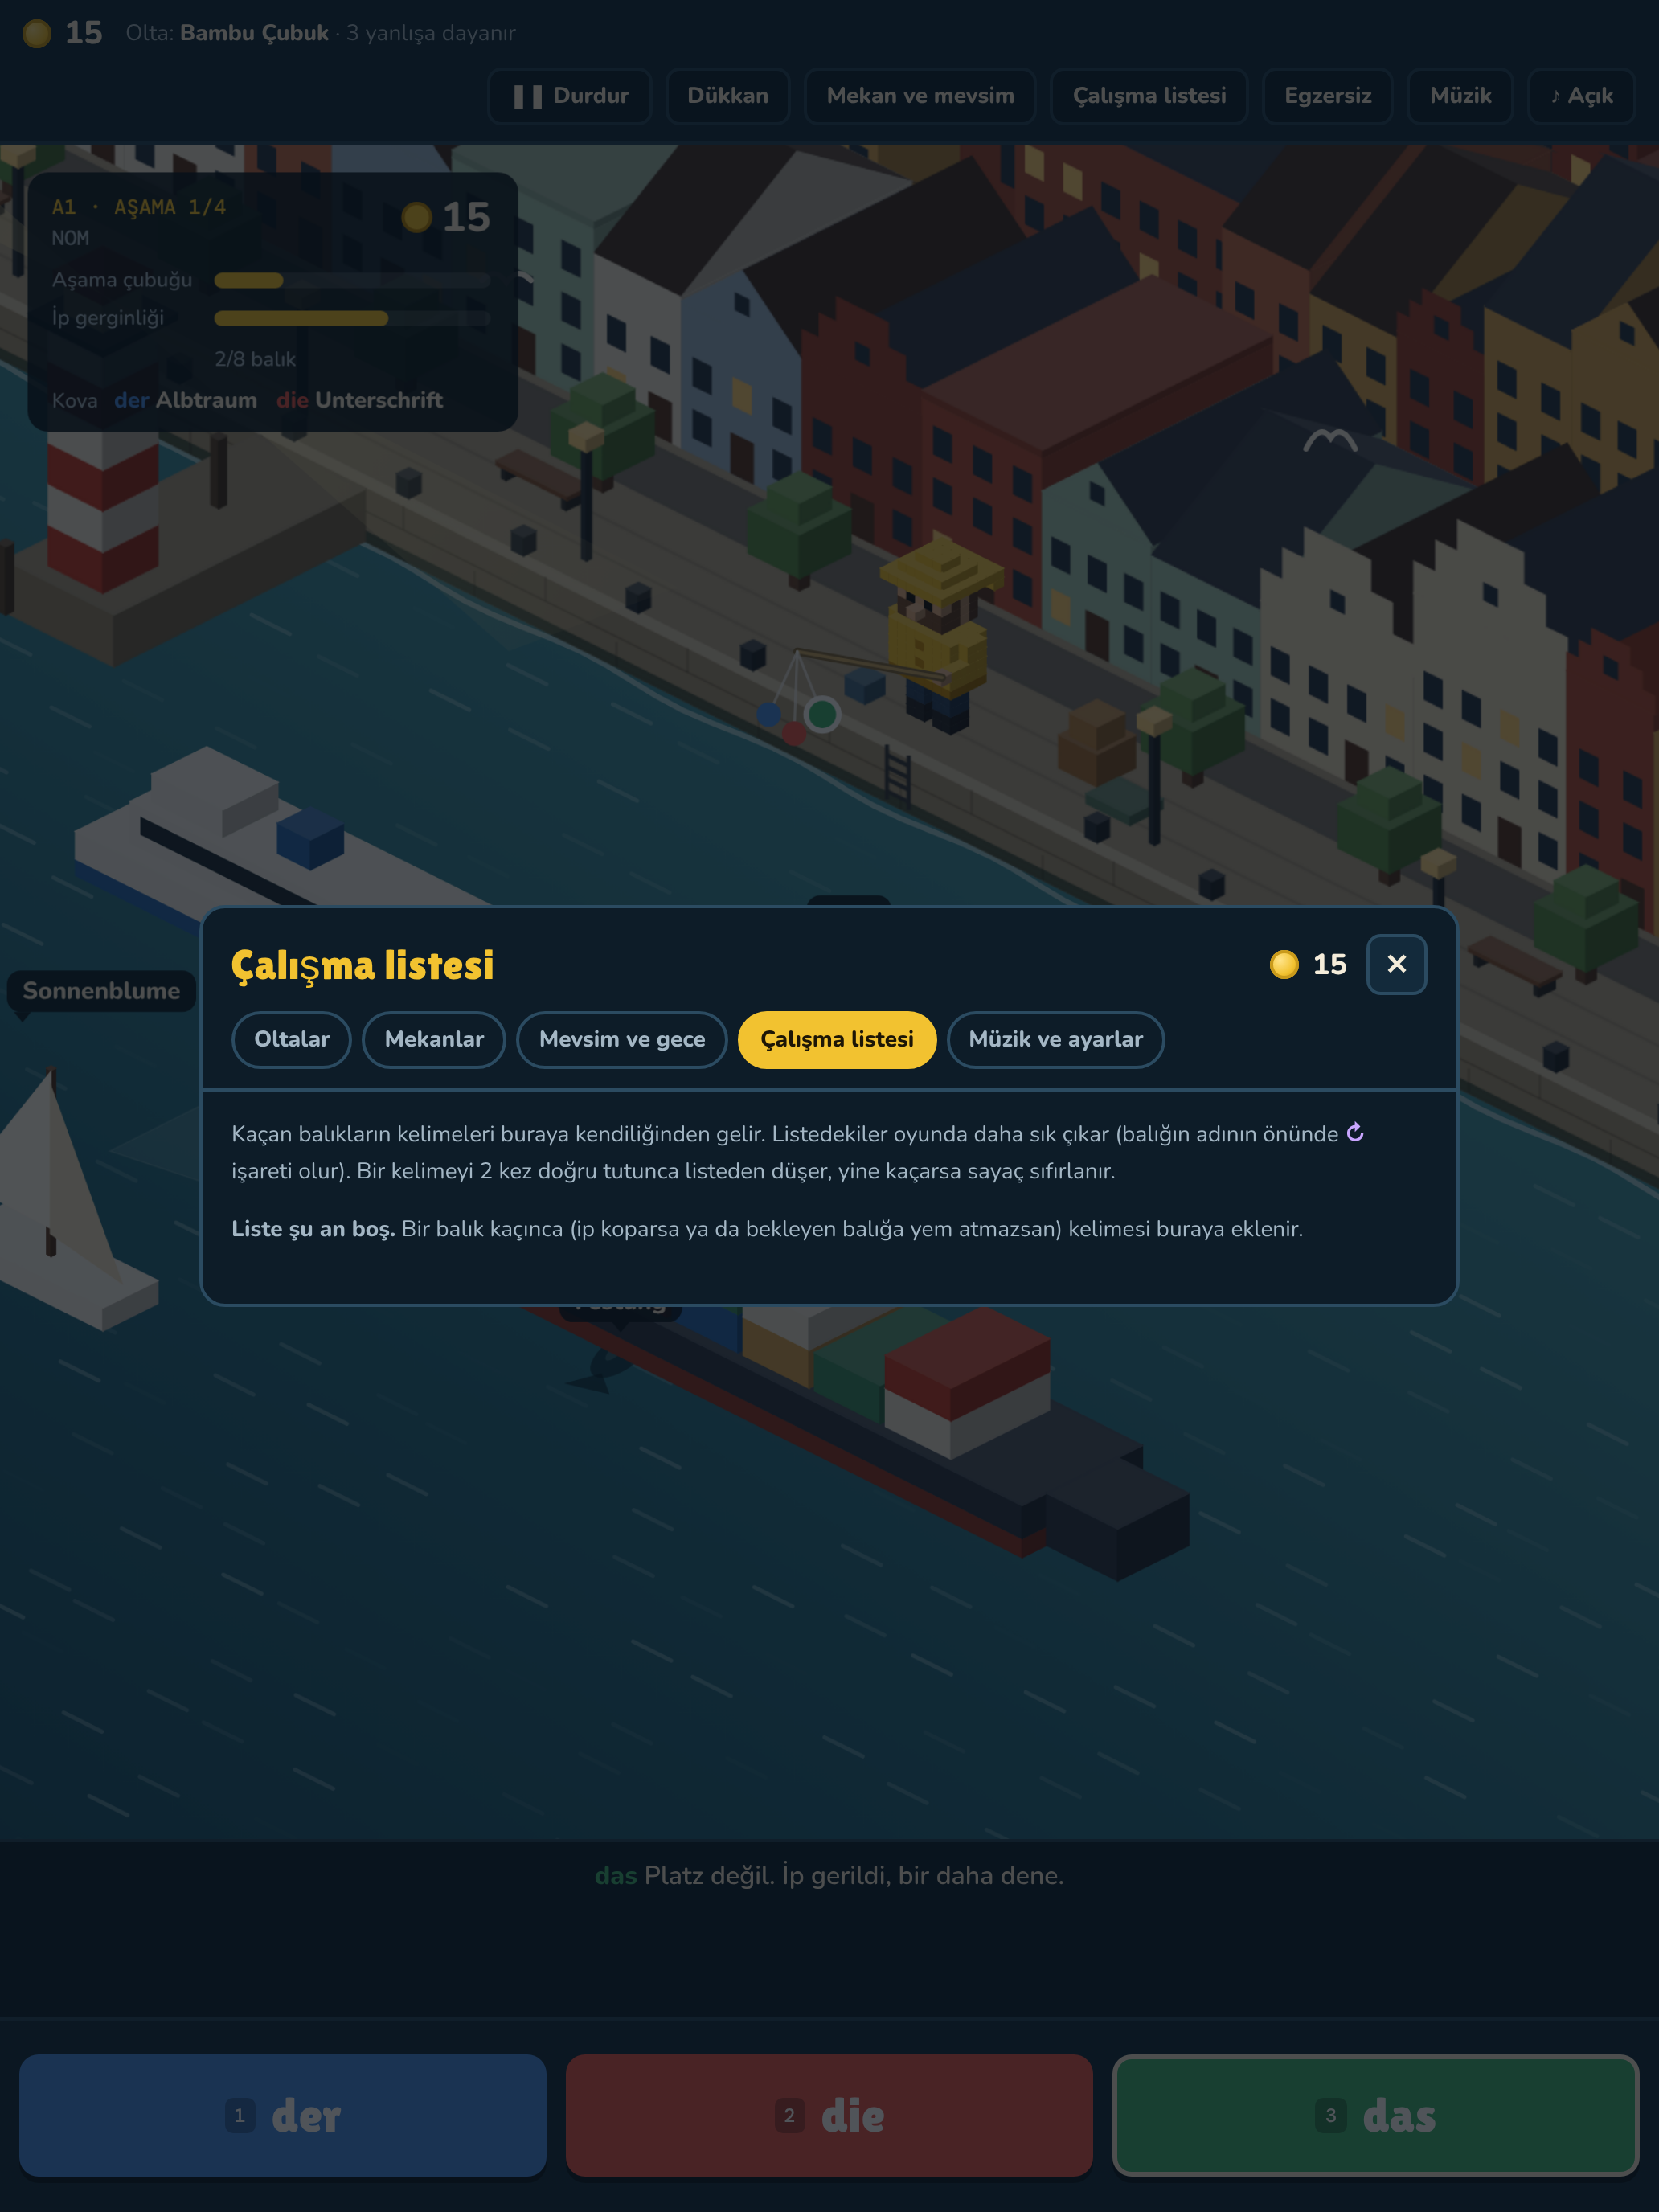 15 Olta: Bambu Çubuk · 3 yanlışa dayanır
❚❚ Durdur Dükkan Mekan ve mevsim Çalışma listesi Egzersiz Müzik ♪ Açık
A1 · AŞAMA 1/4 15
NOM
Aşama çubuğu
İp gerginliği
2/8 balık
Kova der Albtraum die Unterschrift
Çalışma listesi 15 ✕
Sonnenblume
Oltalar Mekanlar Mevsim ve gece Çalışma listesi Müzik ve ayarlar
Kaçan balıkların kelimeleri buraya kendiliğinden gelir. Listedekiler oyunda daha sık çıkar (balığın adının önünde ↻
işareti olur). Bir kelimeyi 2 kez doğru tutunca listeden düşer, yine kaçarsa sayaç sıfırlanır.
Liste şu an boş. Bir balık kaçınca (ip koparsa ya da bekleyen balığa yem atmazsan) kelimesi buraya eklenir.
das Platz değil. İp gerildi, bir daha dene.
1 der 2 die 3 das